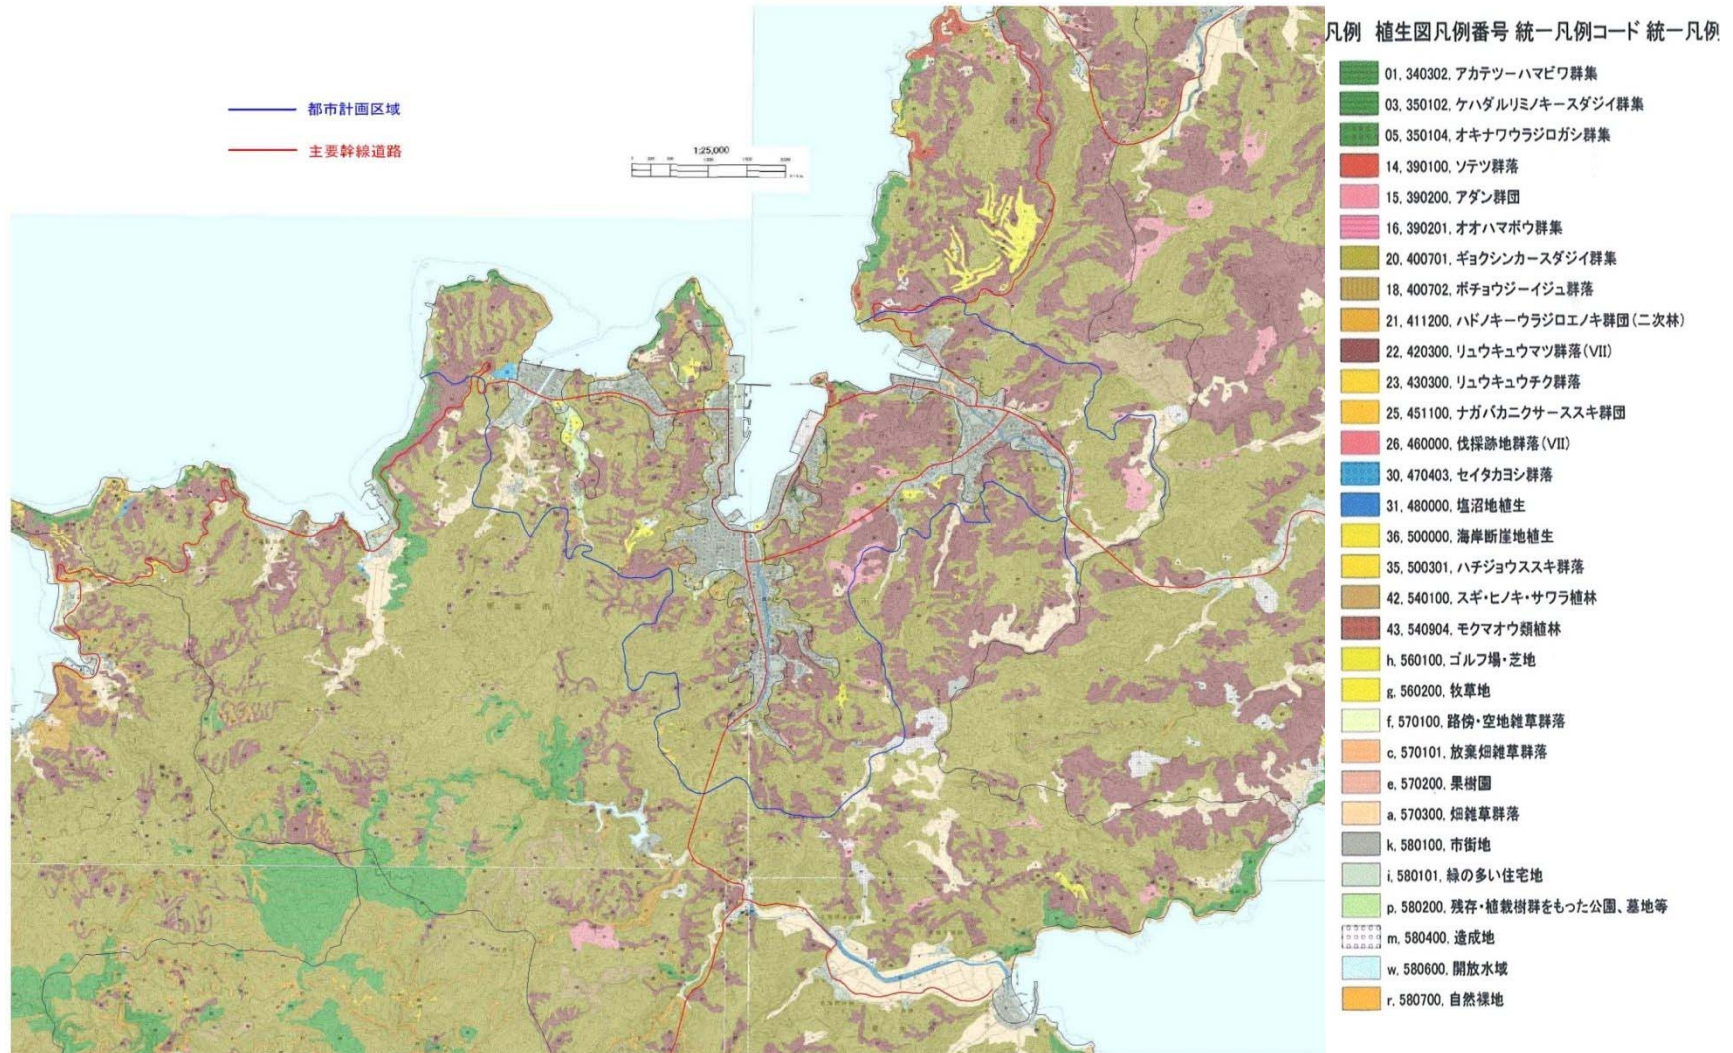 凡例 植生図凡例番号 統一凡例コード 統一凡例
都市計画区域
主要幹線道路
1:25,000
01, 340302, アカテツーハマビワ群集
03, 350102, ケハダルリミノキースダジイ群集
05, 350104, オキナワウラジロガシ群集
14, 390100, ソテツ群落
15, 390200, アダン群団
16, 390201, オオハマボウ群集
20, 400701, ギョクシンカースダジイ群集
18, 400702, ボチョウジーイジュ群落
21, 411200, ハドノキーウラジロエノキ群団(二次林)
22, 420300, リュウキュウマツ群落(VII)
23, 430300, リュウキュウチク群落
25, 451100, ナガバカニクサーススキ群団
26, 460000, 伐採跡地群落(VII)
30, 470403, セイタカヨシ群落
31, 480000, 塩沼地植生
36, 500000, 海岸断崖地植生
35, 500301, ハチジョウススキ群落
42, 540100, スギ・ヒノキ・サワラ植林
43, 540904, モクマオウ類植林
h, 560100, ゴルフ場・芝地
g, 560200, 牧草地
f, 570100, 路傍・空地雑草群落
c, 570101, 放棄畑雑草群落
e, 570200, 果樹園
a, 570300, 畑雑草群落
k, 580100, 市街地
i, 580101, 緑の多い住宅地
p, 580200, 残存・植栽樹群をもった公園、墓地等
m, 580400, 造成地
w, 580600, 開放水域
r, 580700, 自然裸地